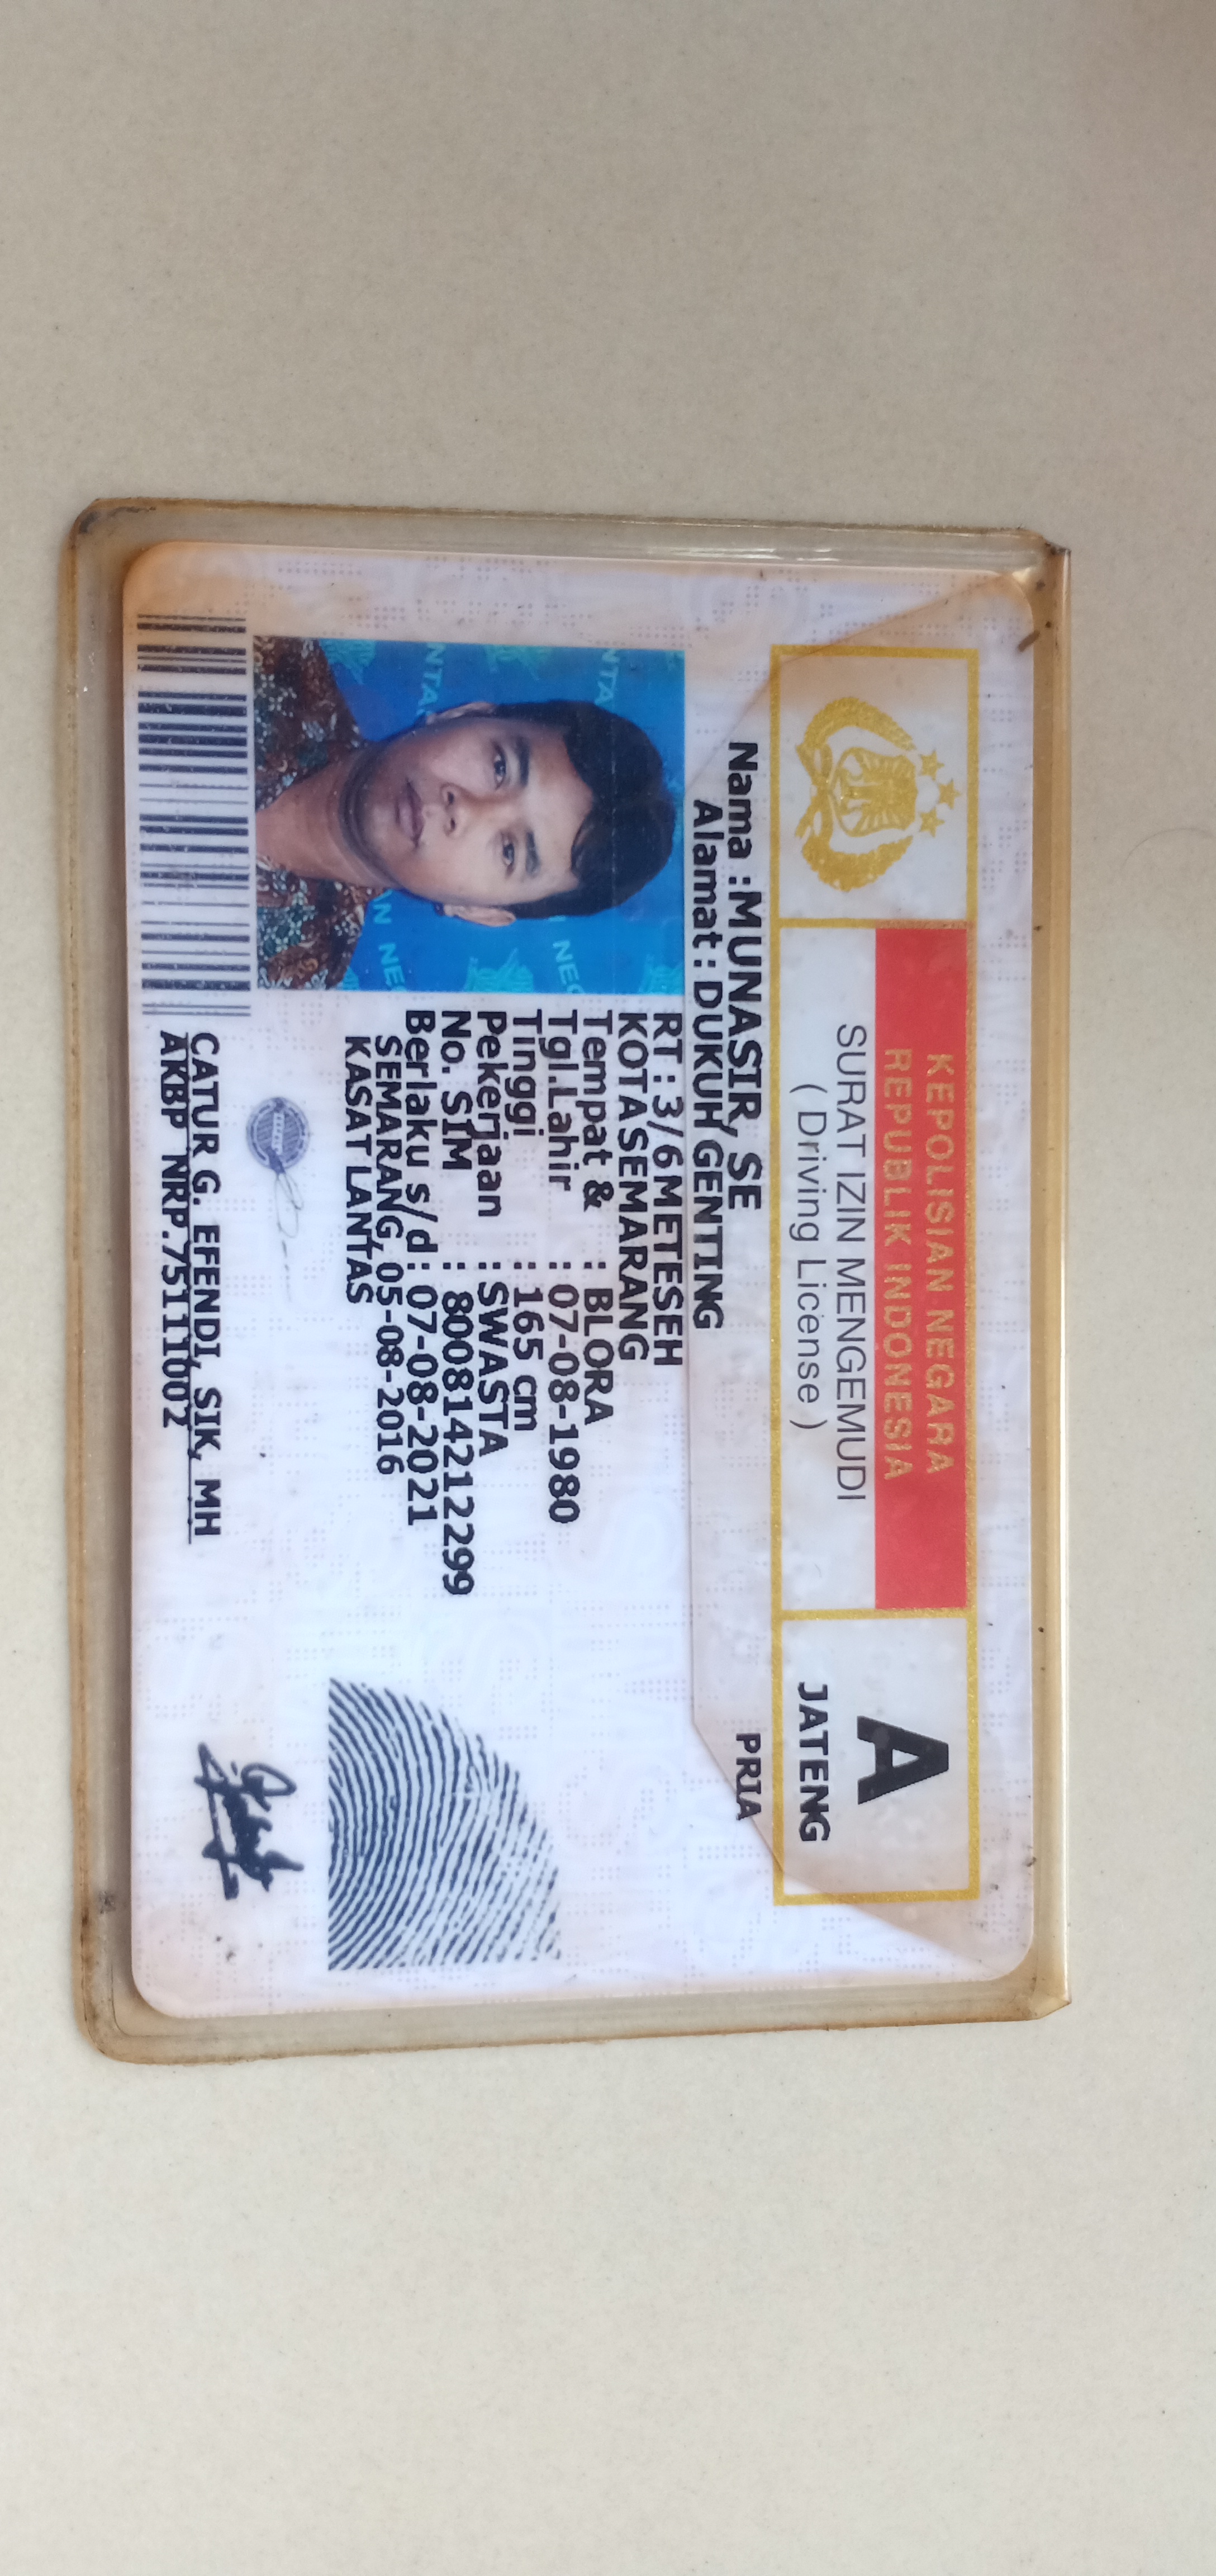 KEPOLISIAN NEGARA
REPUBLIK INDONESIA
SURAT IZIN MENGEMUDI
( Driving License )
A
JATENG
Nama :MUNASIR, SE
PRIA
Alamat : DUKUH GENTING
RT : 3/6 METESEH
KOTA SEMARANG
Tempat & : BLORA
Tgl.Lahir : 07-08-1980
Tinggi : 165 cm
Pekerjaan : SWASTA
No. SIM : 800814212299
Berlaku s/d : 07-08-2021
SEMARANG, 05-08-2016
KASAT LANTAS
CATUR G. EFENDI, SIK, MH
AKBP NRP.75111002